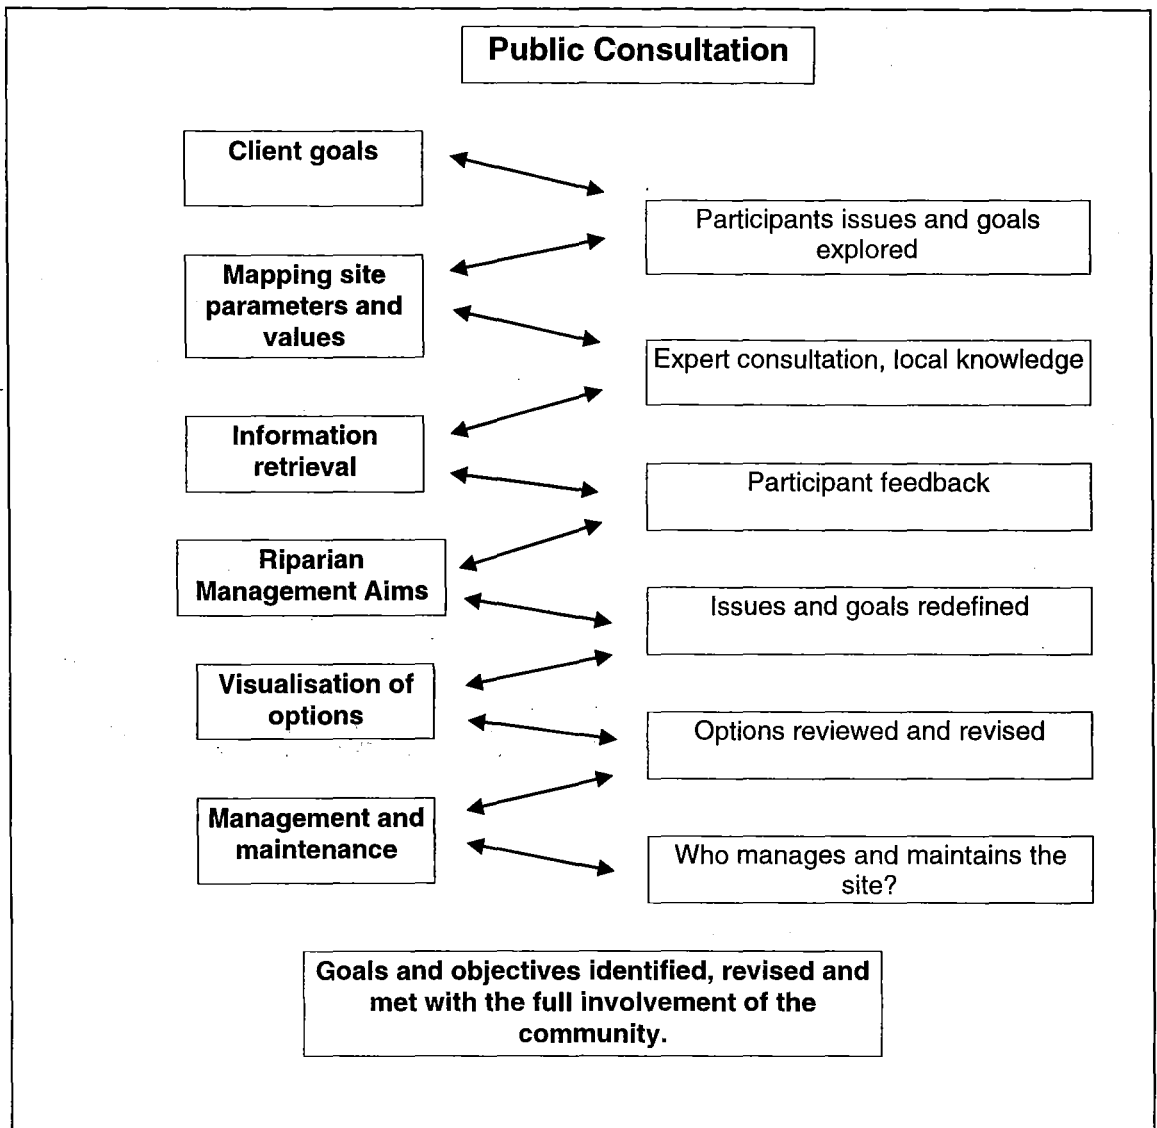 Public Consultation
Client goals
Participants issues and goals
explored
Mapping site
parameters and
values
Expert consultation, local knowledge
Information
retrieval
Participant feedback
Riparian
Management Aims
Issues and goals redefined
Visualisation of
options
Options reviewed and revised
Management and
maintenance
Who manages and maintains the
site?
Goals and objectives identified, revised and
met with the full involvement of the
community.